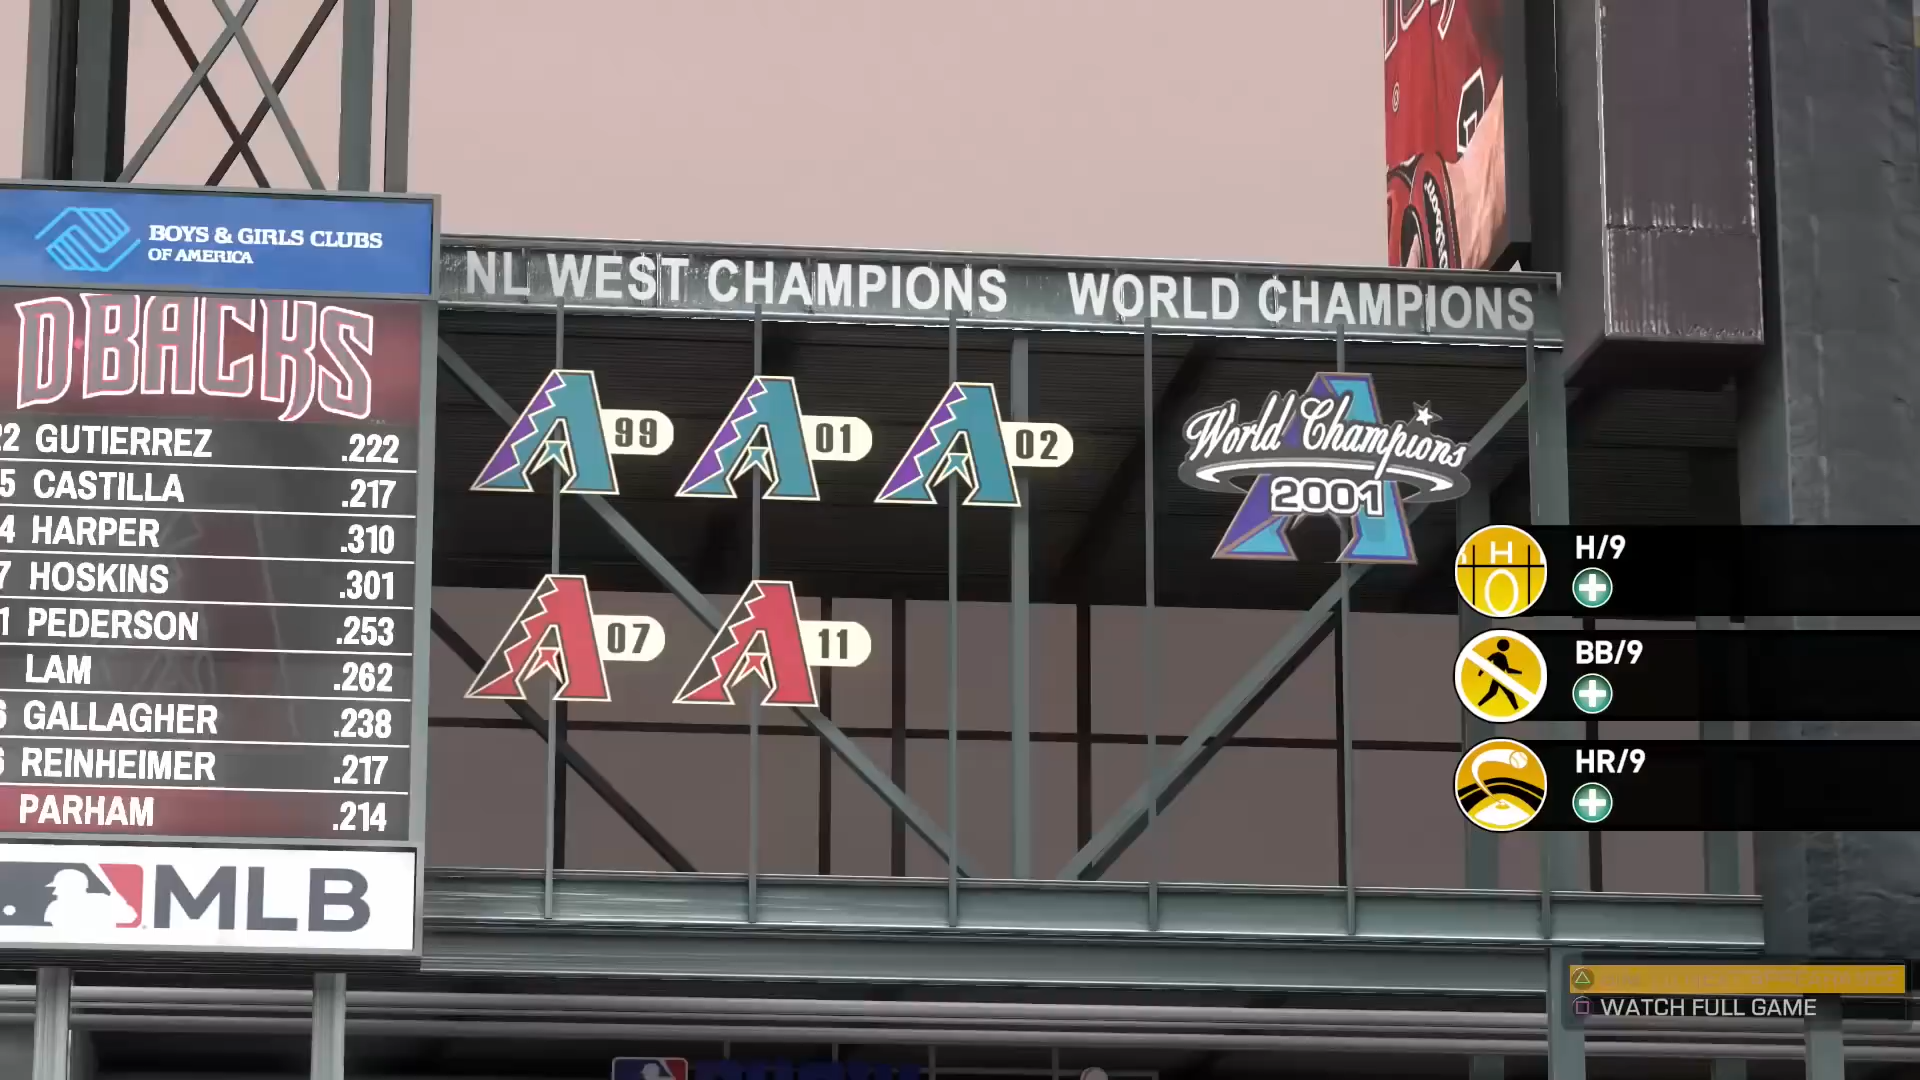 BOYS & GIRLS CLUBS
OF AMERICA
DBACKS
22 GUTIERREZ .222
5 CASTILLA .217
4 HARPER .310
7 HOSKINS .301
1 PEDERSON .253
LAM .262
6 GALLAGHER .238
6 REINHEIMER .217
PARHAM .214
MLB
NL WEST CHAMPIONS WORLD CHAMPIONS
A 99 A 01 A 02
World Champions
2001
A 07 A 11
H/9
BB/9
HR/9
WATCH FULL GAME